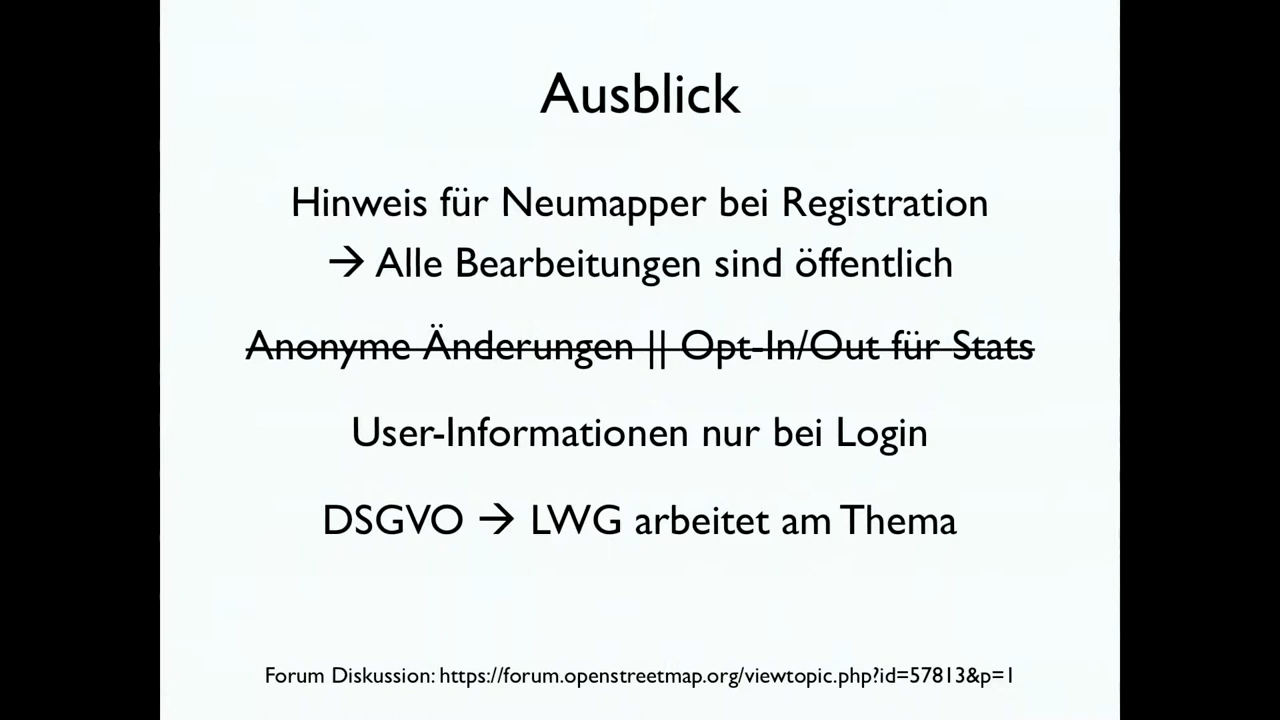 Ausblick
Hinweis für Neumapper bei Registration
→ Alle Bearbeitungen sind öffentlich
Anonyme Änderungen || Opt-In/Out für Stats
User-Informationen nur bei Login
DSGVO → LWG arbeitet am Thema
Forum Diskussion: https://forum.openstreetmap.org/viewtopic.php?id=57813&p=1